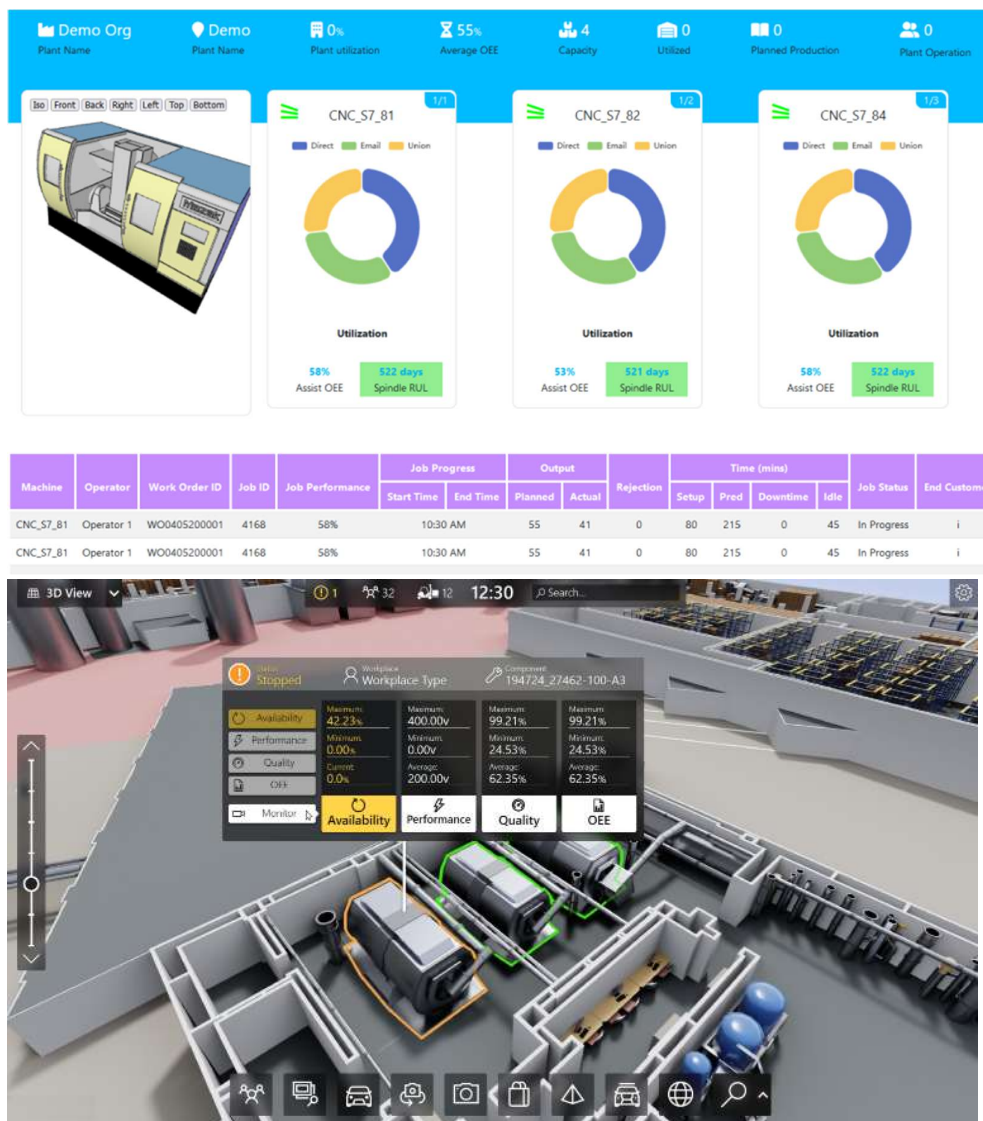 Demo Org Demo 0% 55% 4 0 0 0
Plant Name Plant Name Plant utilization Average OEE Capacity Utilized Planned Production Plant Operation
Iso Front Back Right Left Top Bottom
1/1
CNC_S7_81
Direct Email Union
Utilization
58% 522 days
Assist OEE Spindle RUL
1/2
CNC_S7_82
Direct Email Union
Utilization
53% 521 days
Assist OEE Spindle RUL
1/3
CNC_S7_84
Direct Email Union
Utilization
58% 522 days
Assist OEE Spindle RUL
Job Progress Output Time (mins)
Machine Operator Work Order ID Job ID Job Performance Rejection Job Status End Custome
Start Time End Time Planned Actual Setup Pred Downtime Idle
CNC_S7_81 Operator 1 WO0405200001 4168 58% 10:30 AM 55 41 0 80 215 0 45 In Progress i
CNC_S7_81 Operator 1 WO0405200001 4168 58% 10:30 AM 55 41 0 80 215 0 45 In Progress i
3D View 1 32 12 12:30 Search...
Status Workplace Component
Stopped Workplace Type 194724_27462-100-A3
Availability
Performance
Quality
OEE
Monitor
Maximum: Maximum: Maximum: Maximum:
42.23% 400.00v 99.21% 99.21%
Minimum: Minimum: Minimum: Minimum:
0.00% 0.00v 24.53% 24.53%
Current: Average: Average: Average:
0.0% 200.00v 62.35% 62.35%
Availability Performance Quality OEE